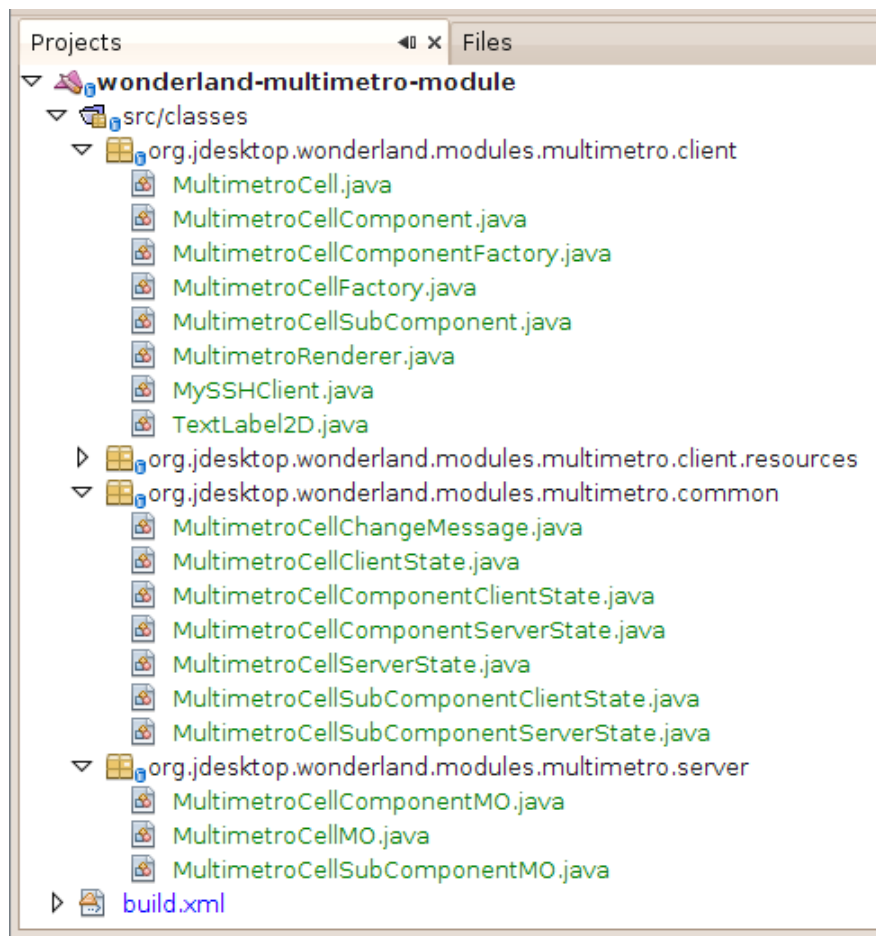 Projects Files
wonderland-multimetro-module
src/classes
org.jdesktop.wonderland.modules.multimetro.client
MultimetroCell.java
MultimetroCellComponent.java
MultimetroCellComponentFactory.java
MultimetroCellFactory.java
MultimetroCellSubComponent.java
MultimetroRenderer.java
MySSHClient.java
TextLabel2D.java
org.jdesktop.wonderland.modules.multimetro.client.resources
org.jdesktop.wonderland.modules.multimetro.common
MultimetroCellChangeMessage.java
MultimetroCellClientState.java
MultimetroCellComponentClientState.java
MultimetroCellComponentServerState.java
MultimetroCellServerState.java
MultimetroCellSubComponentClientState.java
MultimetroCellSubComponentServerState.java
org.jdesktop.wonderland.modules.multimetro.server
MultimetroCellComponentMO.java
MultimetroCellMO.java
MultimetroCellSubComponentMO.java
build.xml